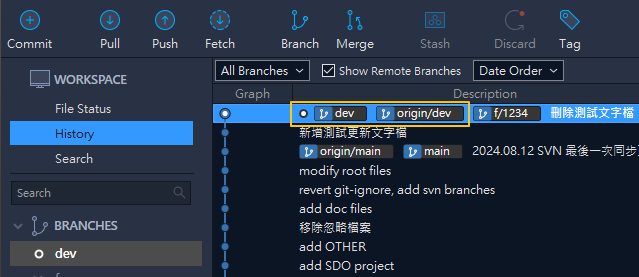 Commit Pull Push Fetch Branch Merge Stash Discard Tag
WORKSPACE
File Status
History
Search
Search
BRANCHES
dev
All Branches Show Remote Branches Date Order
Graph Description
dev origin/dev f/1234 刪除測試文字檔
新增測試更新文字檔
origin/main main 2024.08.12 SVN 最後一次同步
modify root files
revert git-ignore, add svn branches
add doc files
移除忽略檔案
add OTHER
add SDO project